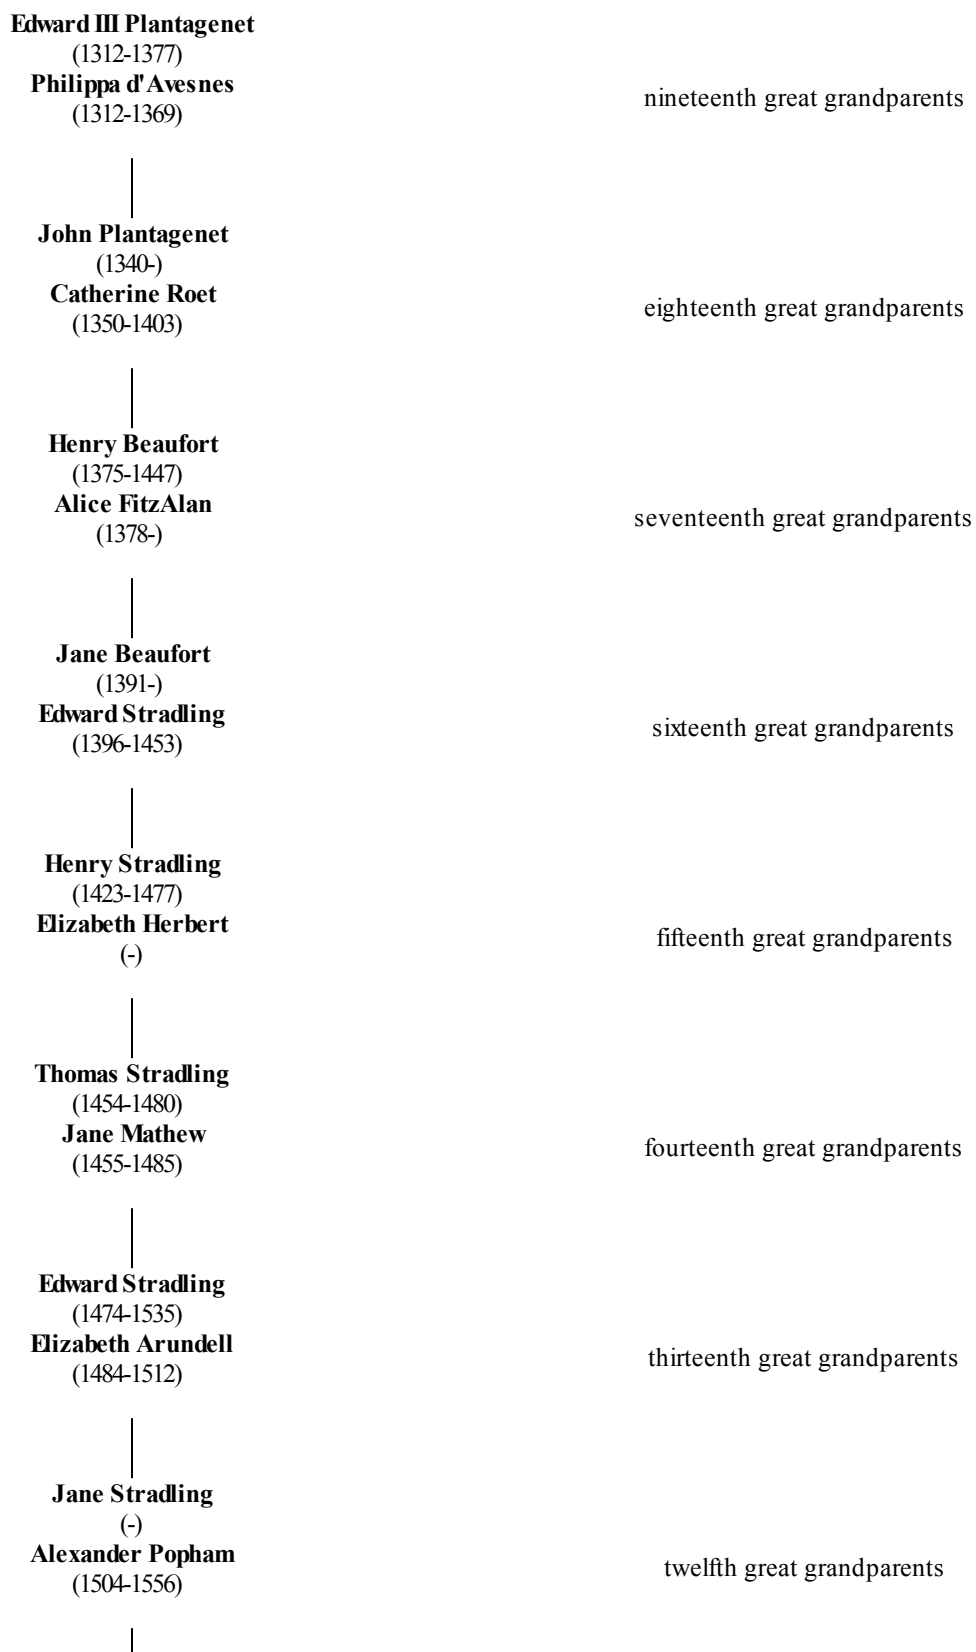 Edward III Plantagenet
(1312-1377)
Philippa d'Avesnes
(1312-1369)
nineteenth great grandparents
John Plantagenet
(1340-)
Catherine Roet
(1350-1403)
eighteenth great grandparents
Henry Beaufort
(1375-1447)
Alice FitzAlan
(1378-)
seventeenth great grandparents
Jane Beaufort
(1391-)
Edward Stradling
(1396-1453)
sixteenth great grandparents
Henry Stradling
(1423-1477)
Elizabeth Herbert
(-)
fifteenth great grandparents
Thomas Stradling
(1454-1480)
Jane Mathew
(1455-1485)
fourteenth great grandparents
Edward Stradling
(1474-1535)
Elizabeth Arundell
(1484-1512)
thirteenth great grandparents
Jane Stradling
(-)
Alexander Popham
(1504-1556)
twelfth great grandparents